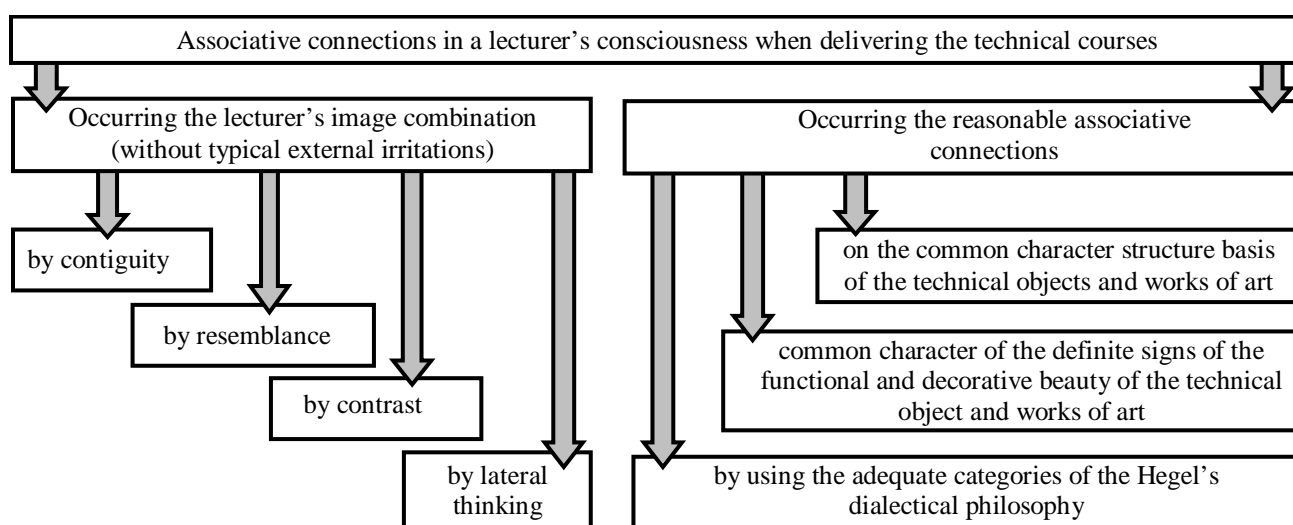 Associative connections in a lecturer’s consciousness when delivering the technical courses
Occurring the lecturer’s image combination
(without typical external irritations)
Occurring the reasonable associative
connections
by contiguity
by resemblance
by contrast
by lateral
thinking
on the common character structure basis
of the technical objects and works of art
common character of the definite signs of the
functional and decorative beauty of the technical
object and works of art
by using the adequate categories of the Hegel’s
dialectical philosophy